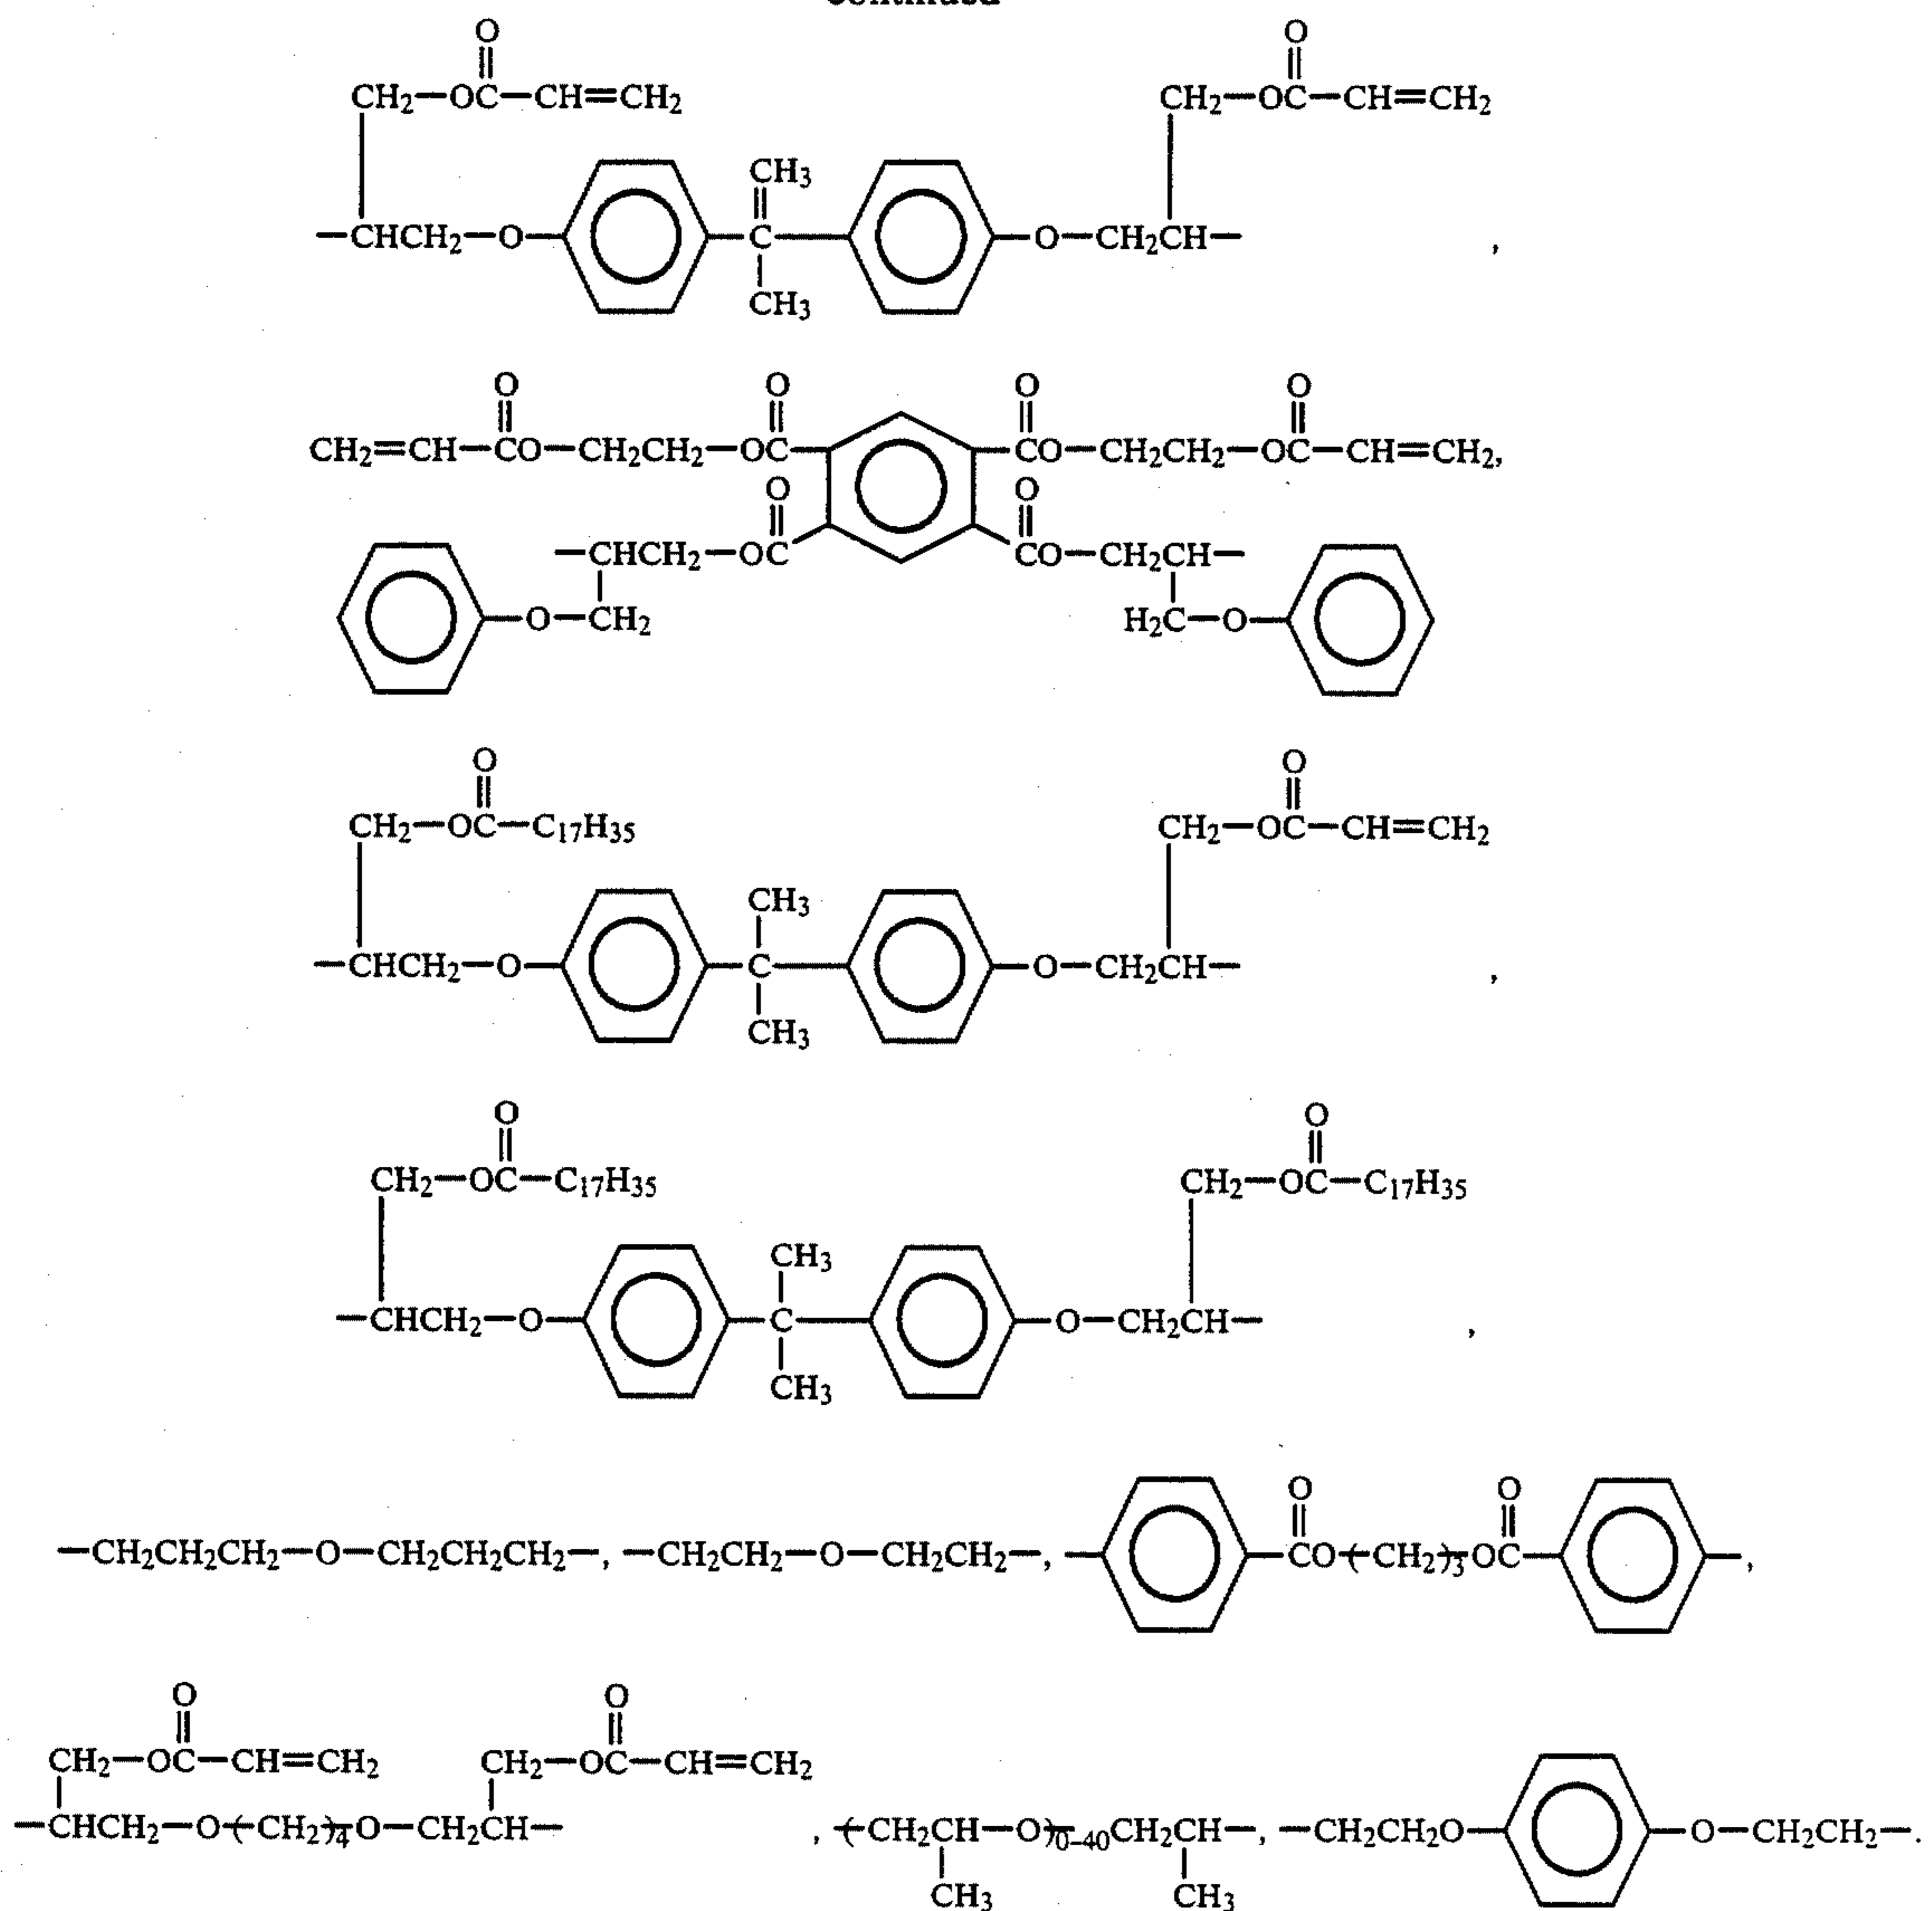 continued
O O
CH₂—OC—CH=CH₂ CH₂—OC—CH=CH₂
CH₃
—CHCH₂—O— C —O—CH₂CH— ,
CH₃
O O O O
CH₂=CH—CO—CH₂CH₂—OC CO—CH₂CH₂—OC—CH=CH₂,
O O
—CHCH₂—OC CO—CH₂CH—
O—CH₂ H₂C—O
O O
CH₂—OC—C₁₇H₃₅ CH₂—OC—CH=CH₂
CH₃
—CHCH₂—O— C —O—CH₂CH— ,
CH₃
O O
CH₂—OC—C₁₇H₃₅ CH₂—OC—C₁₇H₃₅
CH₃
—CHCH₂—O— C —O—CH₂CH— ,
CH₃
O O
—CH₂CH₂CH₂—O—CH₂CH₂CH₂—, —CH₂CH₂—O—CH₂CH₂—, — —CO(CH₂)₃OC— —,
O O
CH₂—OC—CH=CH₂ CH₂—OC—CH=CH₂
—CHCH₂—O(CH₂)₄O—CH₂CH— , (CH₂CH—O)₀₋₄₀CH₂CH—, —CH₂CH₂O— —O—CH₂CH₂—.
CH₃ CH₃